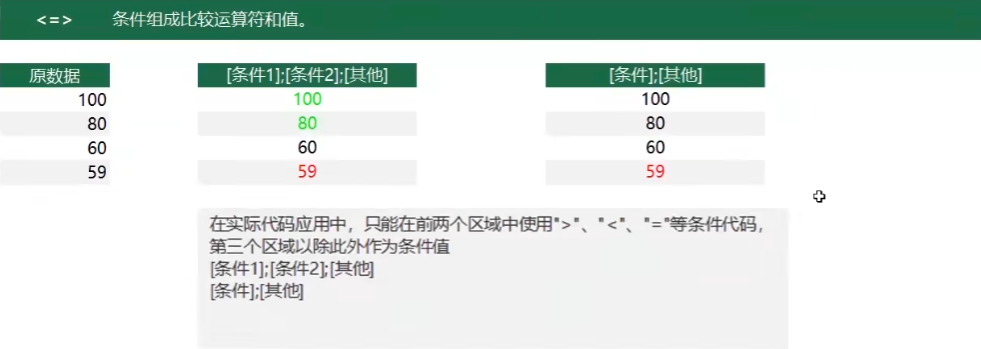 <=> 条件组成比较运算符和值。
原数据 [条件1];[条件2];[其他] [条件];[其他]
100 100 100
80 80 80
60 60 60
59 59 59
在实际代码应用中，只能在前两个区域中使用">"、"<"、"="等条件代码，
第三个区域以除此外作为条件值
[条件1];[条件2];[其他]
[条件];[其他]